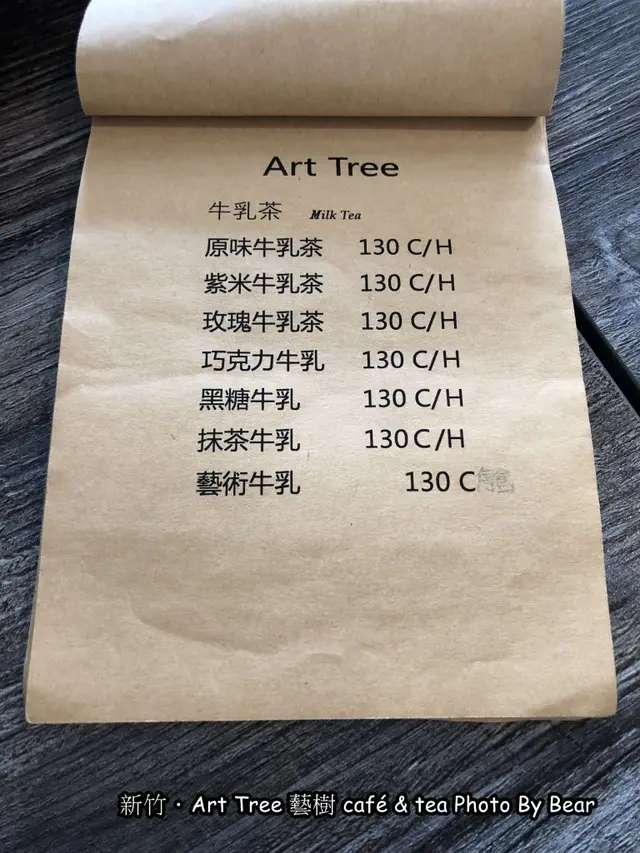 Art Tree
牛乳茶 Milk Tea
原味牛乳茶 130 C/H
紫米牛乳茶 130 C/H
玫瑰牛乳茶 130 C/H
巧克力牛乳 130 C/H
黑糖牛乳 130 C/H
抹茶牛乳 130 C/H
藝術牛乳 130 C
新竹・Art Tree 藝樹 café & tea Photo By Bear